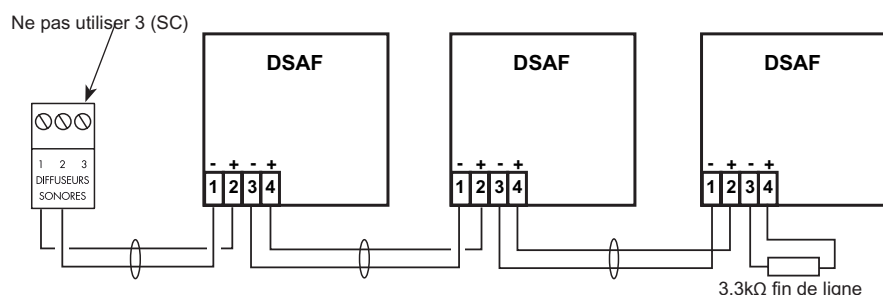 Ne pas utiliser 3 (SC)
DSAF
DSAF
DSAF
1 2 3
DIFFUSEURS
SONORES
- + - +
1 2 3 4
- + - +
1 2 3 4
- + - +
1 2 3 4
3.3kΩ fin de ligne